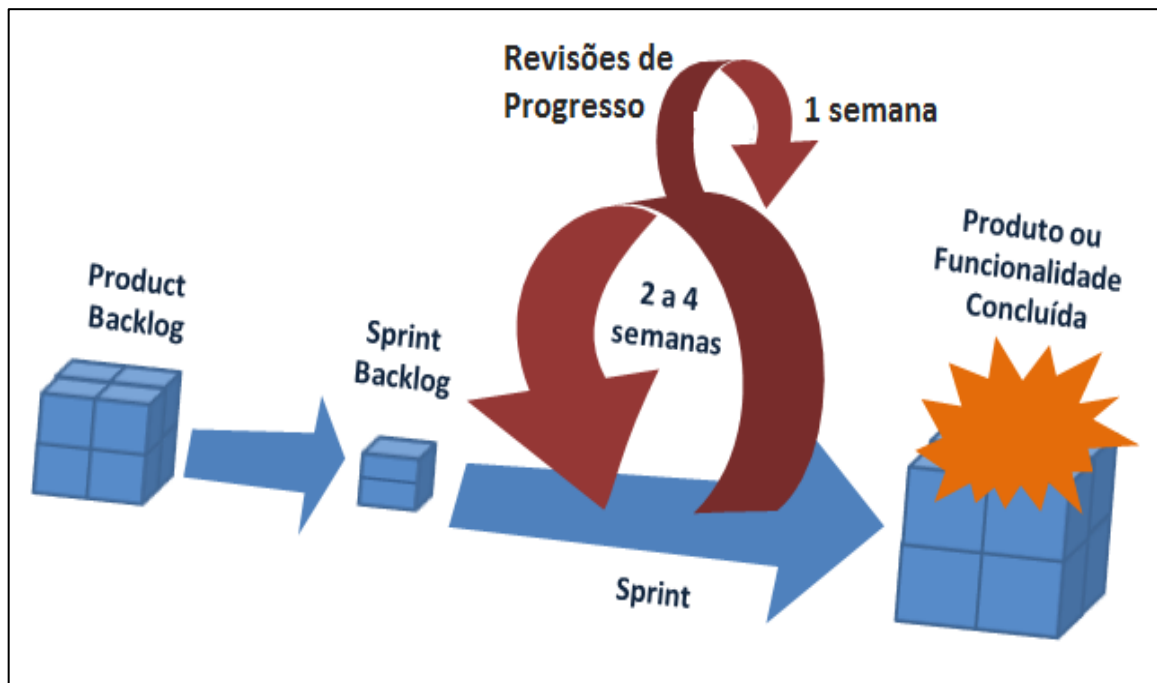 Revisões de
Progresso
1 semana
Product
Backlog
Sprint
Backlog
2 a 4
semanas
Produto ou
Funcionalidade
Concluída
Sprint